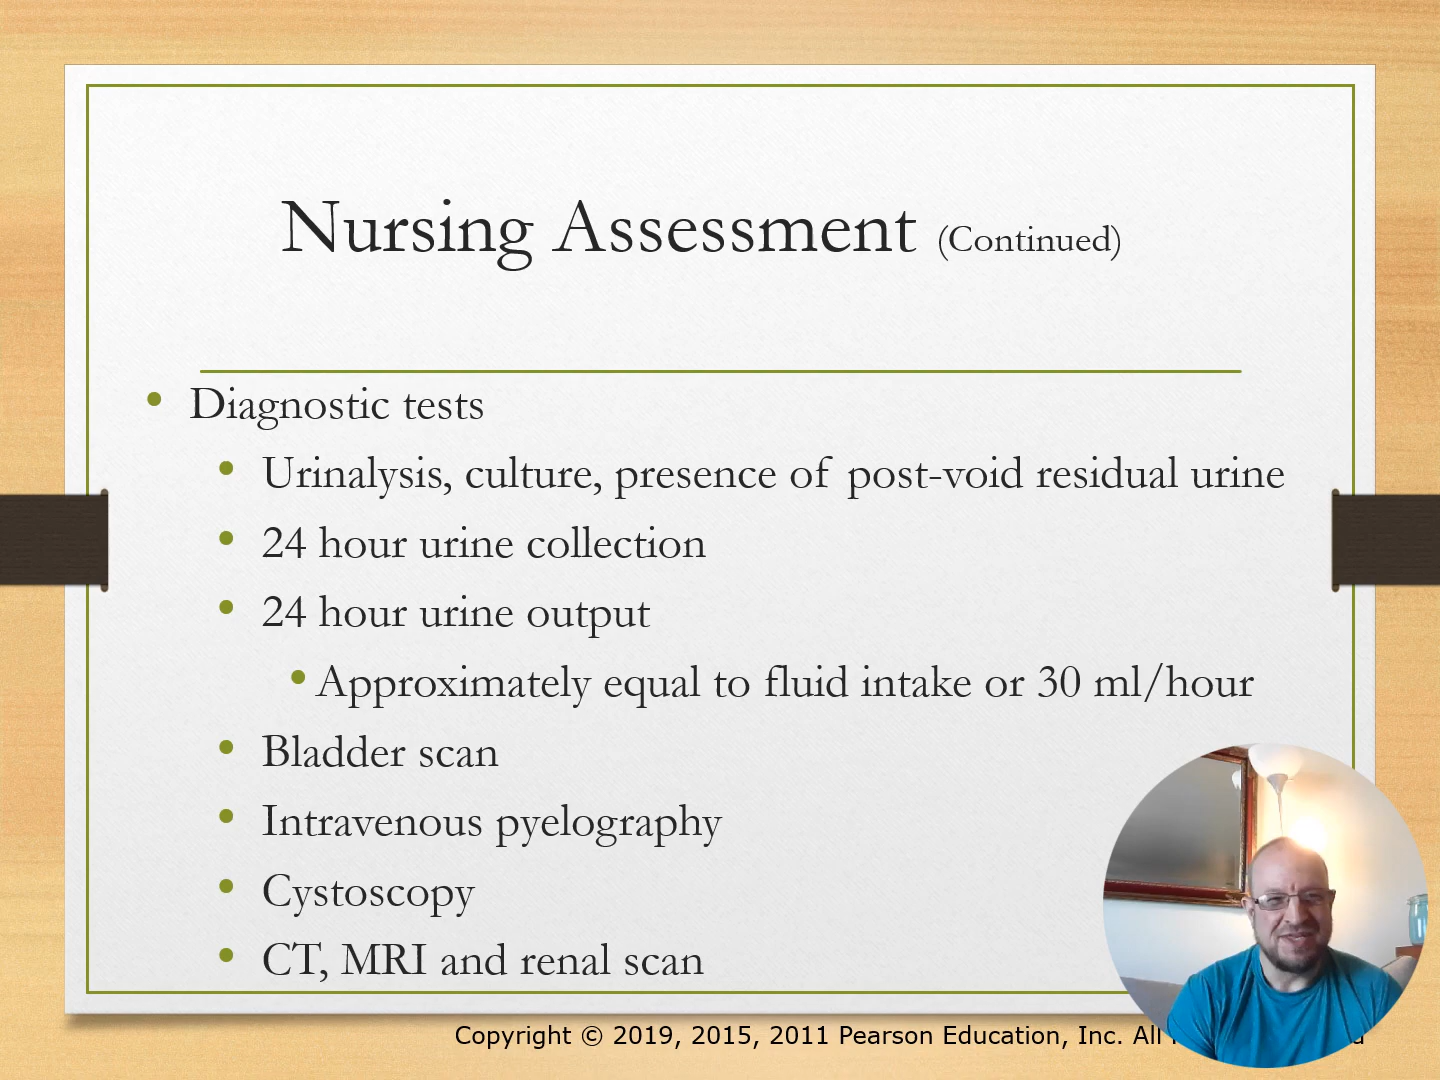 Nursing Assessment (Continued)
• Diagnostic tests
• Urinalysis, culture, presence of post-void residual urine
• 24 hour urine collection
• 24 hour urine output
• Approximately equal to fluid intake or 30 ml/hour
• Bladder scan
• Intravenous pyelography
• Cystoscopy
• CT, MRI and renal scan
Copyright © 2019, 2015, 2011 Pearson Education, Inc. All